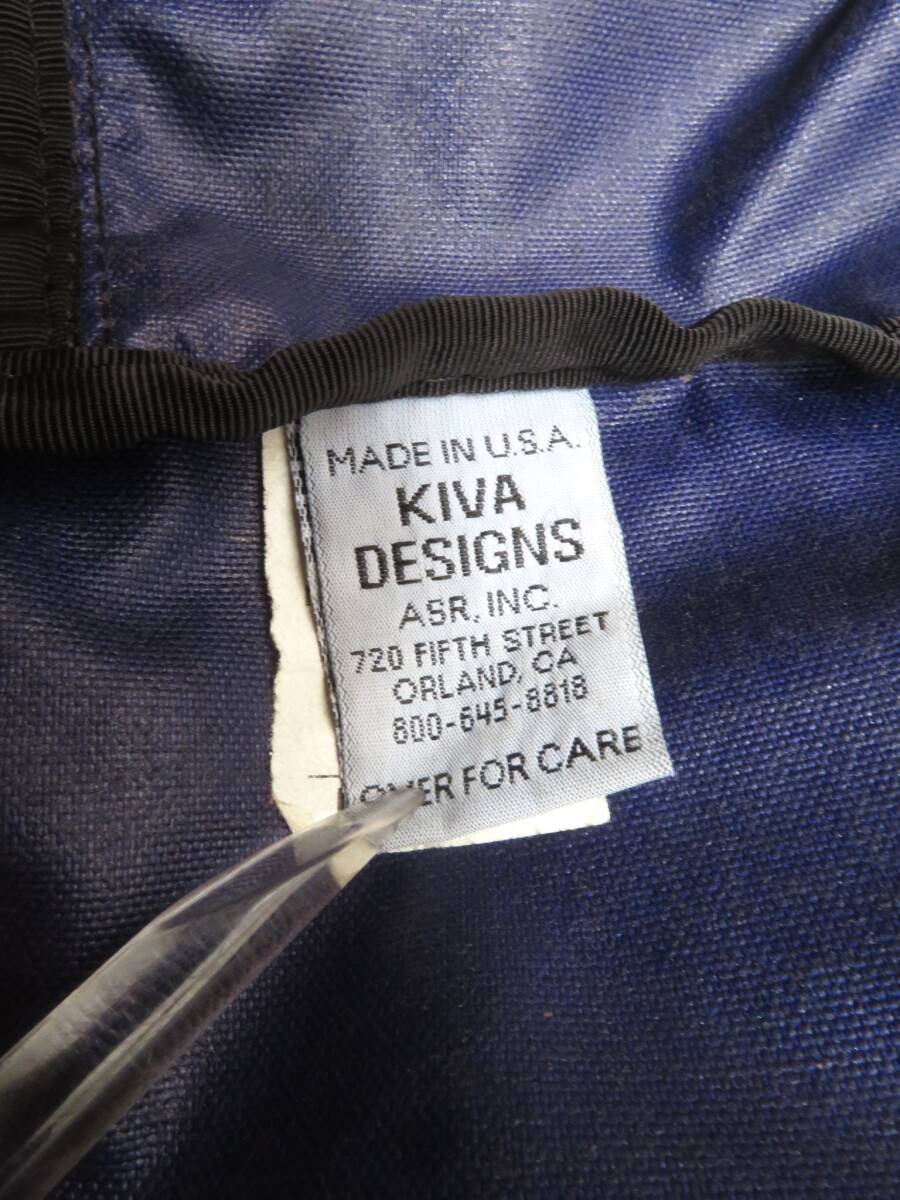 MADE IN U.S.A.
KIVA
DESIGNS
ASR, INC.
720 FIFTH STREET
ORLAND, CA
800-645-8818
OVER FOR CARE